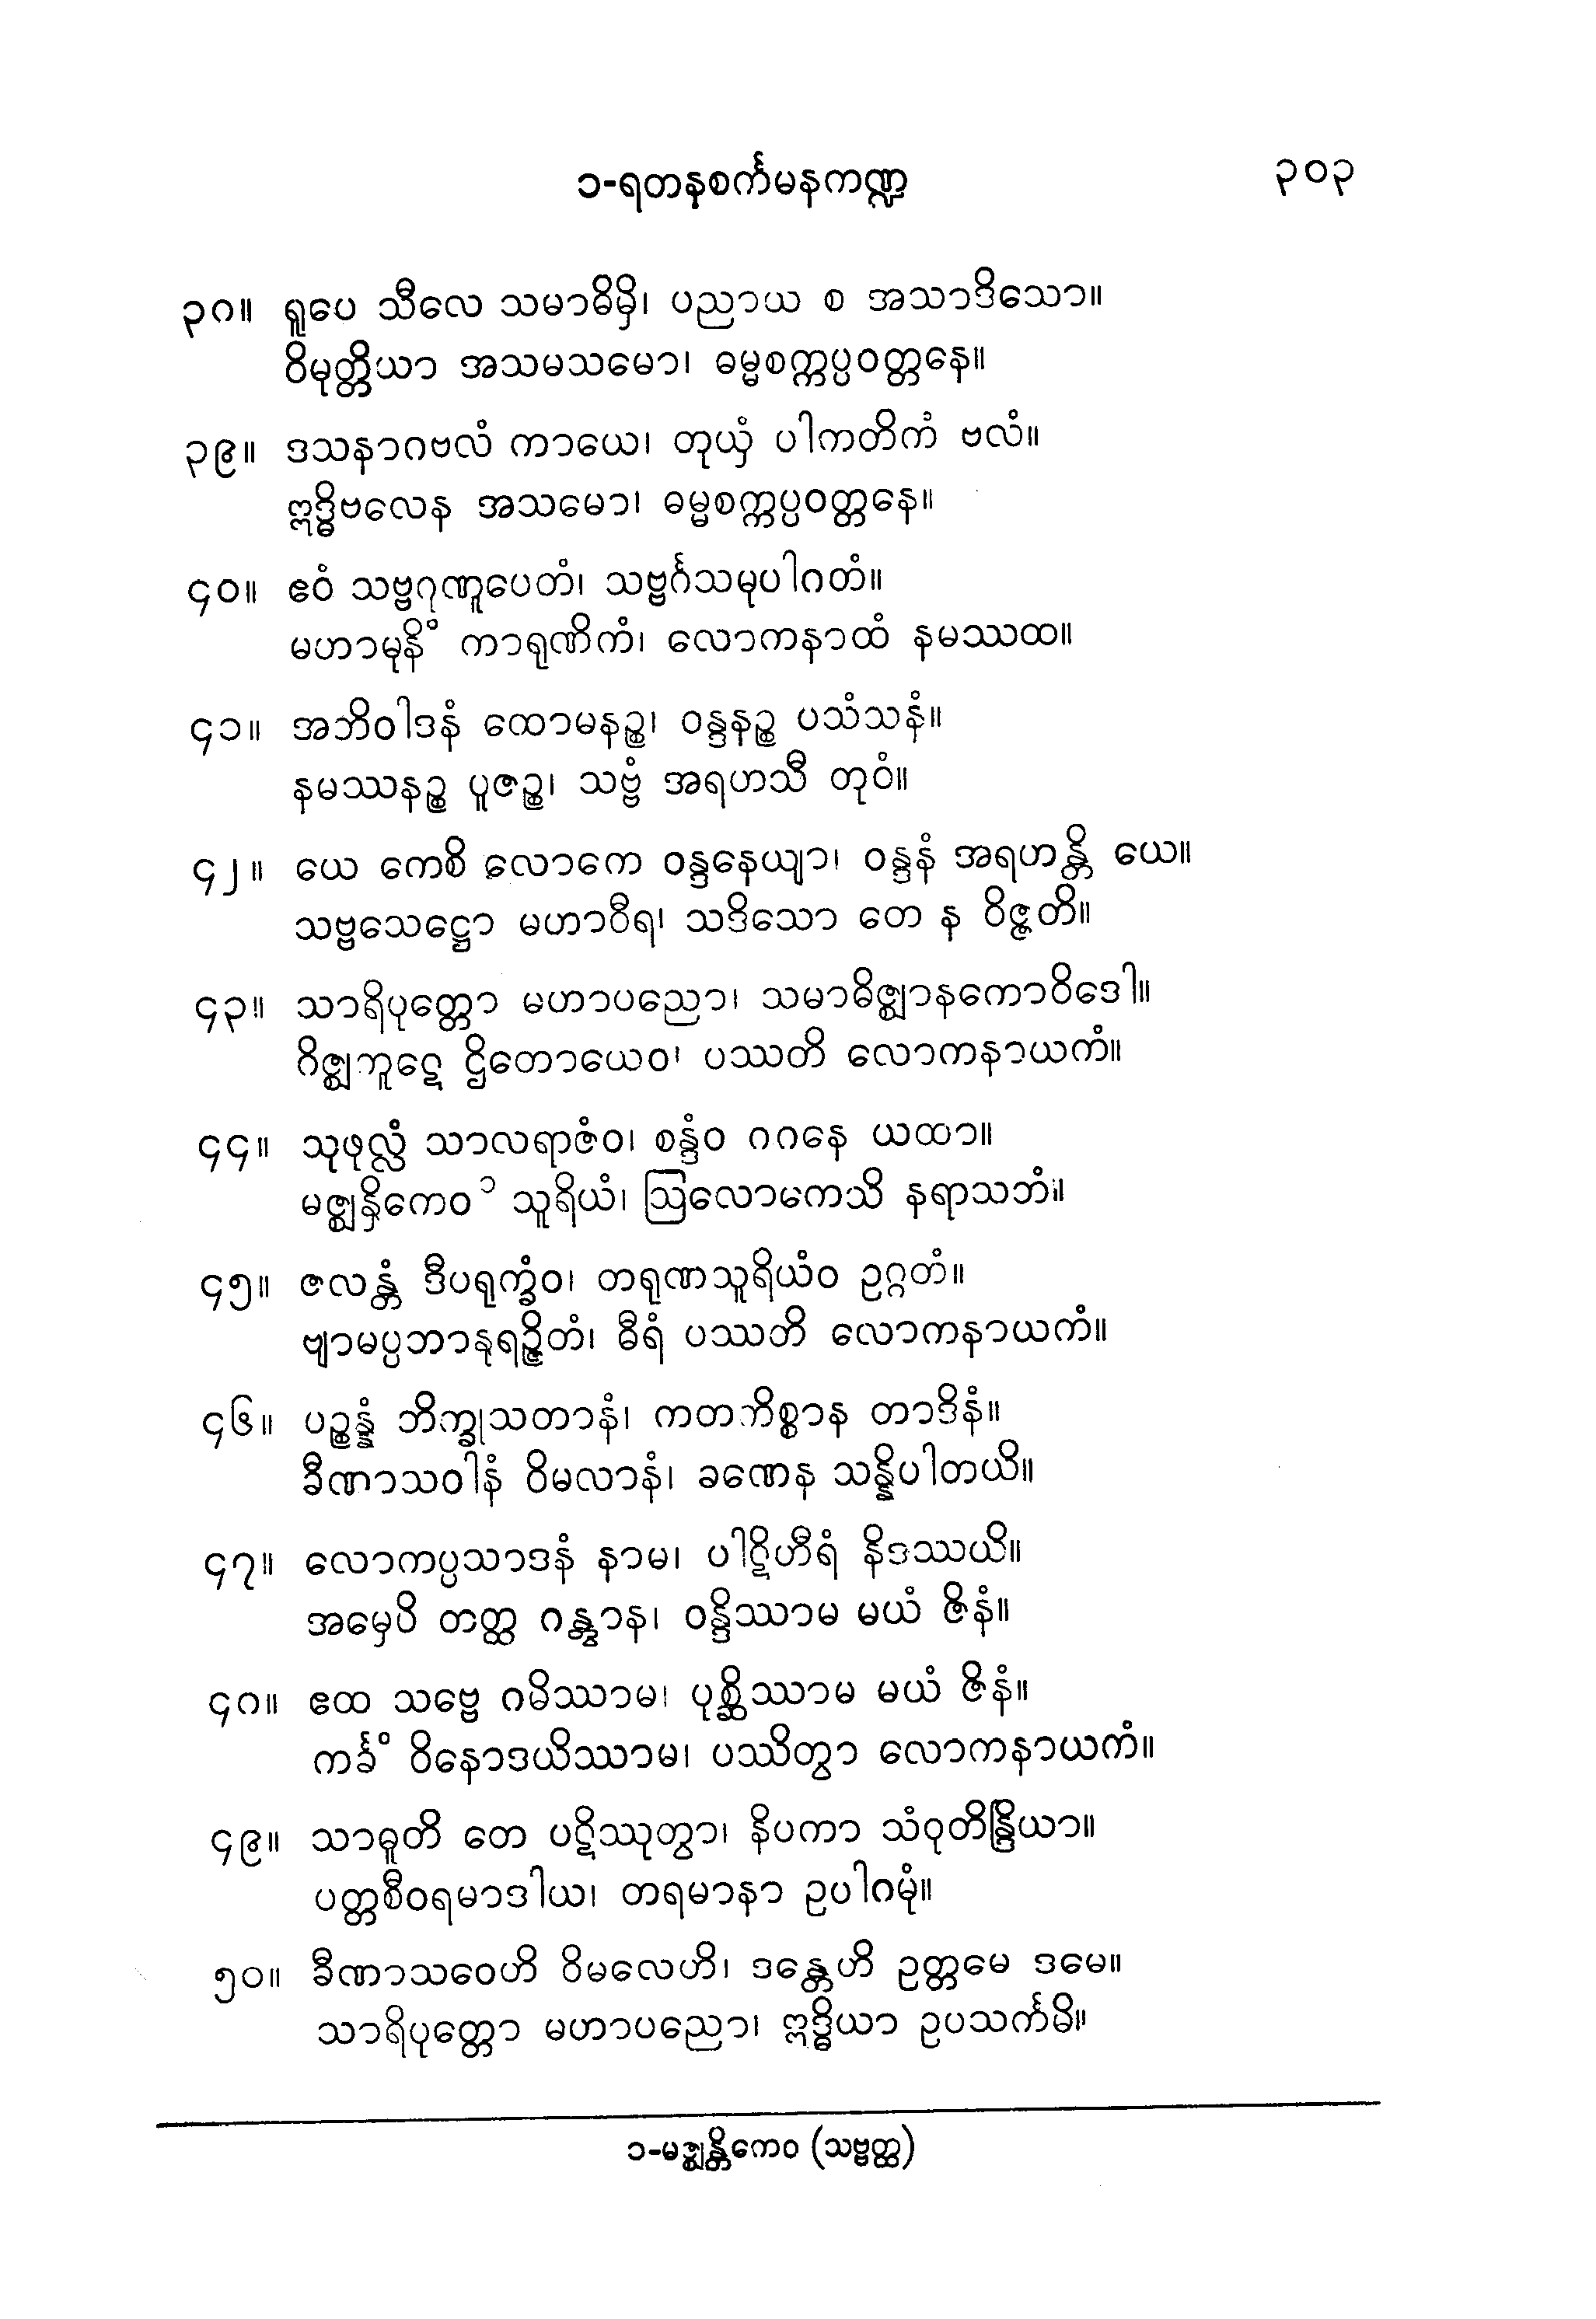 ၁-ရတနစင်္ကမနကဏ္ဍ ၃၀၃
၃၈။ ရူပေ သီလေ သမာဓိမှိ၊ ပညာယ စ အသာဒိသော။
ဝိမုတ္တိယာ အသမသမော၊ ဓမ္မစက္ကပ္ပဝတ္တနေ။
၃၉။ ဒသနာဂဗလံ ကာယေ၊ တုယှံ ပါကတိကံ ဗလံ။
ဣဒ္ဓိဗလေန အသမော၊ ဓမ္မစက္ကပ္ပဝတ္တနေ။
၄၀။ ဧဝံ သဗ္ဗဂုဏူပေတံ၊ သဗ္ဗင်္ဂသမုပါဂတံ။
မဟာမုနိံ ကာရုဏိကံ၊ လောကနာထံ နမဿထ။
၄၁။ အဘိဝါဒနံ ထောမနဉ္စ၊ ဝန္ဒနဉ္စ ပသံသနံ။
နမဿနဉ္စ ပူဇဉ္စ၊ သဗ္ဗံ အရဟသီ တုဝံ။
၄၂။ ယေ ကေစိ လောကေ ဝန္ဒနေယျာ၊ ဝန္ဒနံ အရဟန္တိ ယေ။
သဗ္ဗသေဋ္ဌော မဟာဝီရ၊ သဒိသော တေ န ဝိဇ္ဇတိ။
၄၃။ သာရိပုတ္တော မဟာပညော၊ သမာဓိဇ္ဈာနကောဝိဒေါ။
ဂိဇ္ဈကူဋေ ဌိတောယေဝ၊ ပဿတိ လောကနာယကံ။
၄၄။ သုဖုလ္လံ သာလရာဇံဝ၊ စန္ဒံဝ ဂဂနေ ယထာ။
မဇ္ဈနှိကေဝ ၁ သူရိယံ၊ ဩလောကေသိ နရာသဘံ။
၄၅။ ဇလန္တံ ဒီပရုက္ခံဝ၊ တရုဏသူရိယံဝ ဥဂ္ဂတံ။
ဗျာမပ္ပဘာနုရဉ္ဇိတံ၊ ဓီရံ ပဿတိ လောကနာယကံ။
၄၆။ ပဉ္စန္နံ ဘိက္ခုသတာနံ၊ ကတကိစ္စာန တာဒိနံ။
ခီဏာသဝါနံ ဝိမလာနံ၊ ခဏေန သန္နိပါတယိ။
၄၇။ လောကပ္ပသာဒနံ နာမ၊ ပါဋိဟီရံ နိဒဿယိ။
အမှေပိ တတ္ထ ဂန္တွာန၊ ဝန္ဒိဿာမ မယံ ဇိနံ။
၄၈။ ဧထ သဗ္ဗေ ဂမိဿာမ၊ ပုစ္ဆိဿာမ မယံ ဇိနံ။
ကင်္ခံ ဝိနောဒယိဿာမ၊ ပဿိတွာ လောကနာယကံ။
၄၉။ သာဓူတိ တေ ပဋိဿုတွာ၊ နိပကာ သံဝုတိန္ဒြိယာ။
ပတ္တစီဝရမာဒါယ၊ တရမာနာ ဥပါဂမုံ။
၅၀။ ခီဏာသဝေဟိ ဝိမလေဟိ၊ ဒန္တေဟိ ဥတ္တမေ ဒမေ။
သာရိပုတ္တော မဟာပညော၊ ဣဒ္ဓိယာ ဥပသင်္ကမိ။
၁-မဇ္ဈန္တိကေဝ (သဗ္ဗတ္ထ)